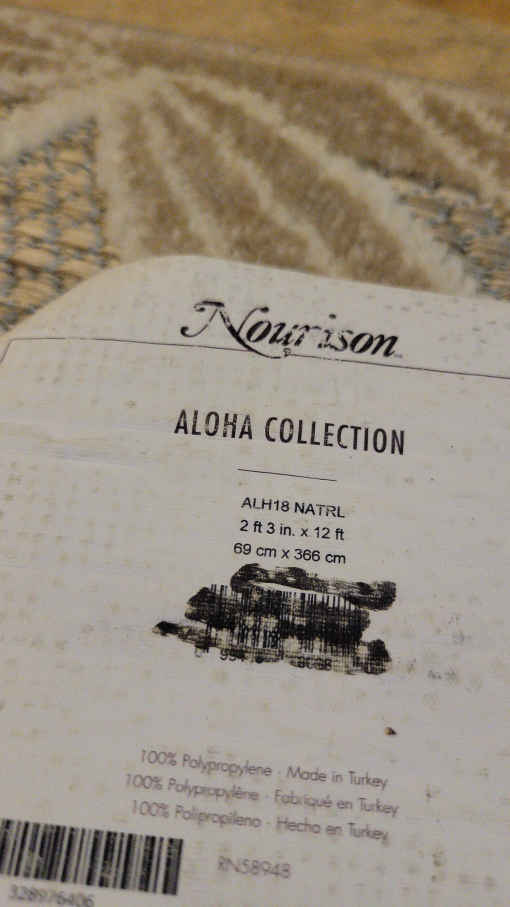 Nourison
ALOHA COLLECTION
ALH18 NATRL
2 ft 3 in. x 12 ft
69 cm x 366 cm
100% Polypropylene · Made in Turkey
100% Polypropylène · Fabriqué en Turkey
100% Polipropileno · Hecho en Turkey
RN58948
328976406